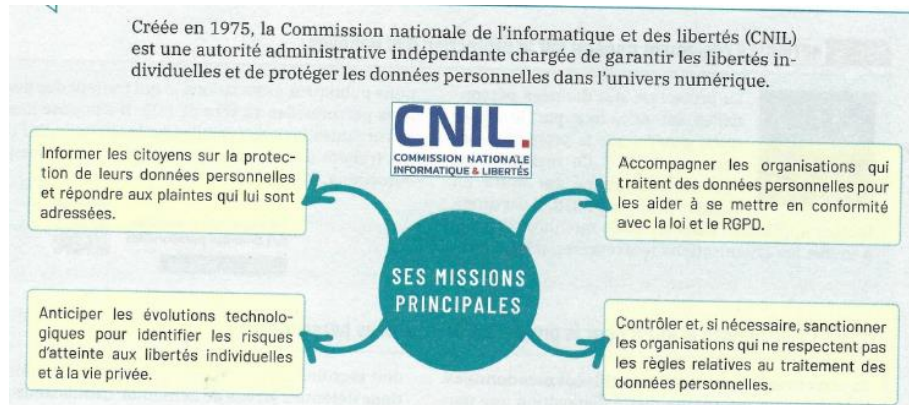 Créée en 1975, la Commission nationale de l'informatique et des libertés (CNIL)
est une autorité administrative indépendante chargée de garantir les libertés in-
dividuelles et de protéger les données personnelles dans l'univers numérique.
CNIL.
COMMISSION NATIONALE
INFORMATIQUE & LIBERTÉS
Informer les citoyens sur la protec-
tion de leurs données personnelles
et répondre aux plaintes qui lui sont
adressées.
Accompagner les organisations qui
traitent des données personnelles pour
les aider à se mettre en conformité
avec la loi et le RGPD.
SES MISSIONS
PRINCIPALES
Anticiper les évolutions technolo-
giques pour identifier les risques
d'atteinte aux libertés individuelles
et à la vie privée.
Contrôler et, si nécessaire, sanctionner
les organisations qui ne respectent pas
les règles relatives au traitement des
données personnelles.